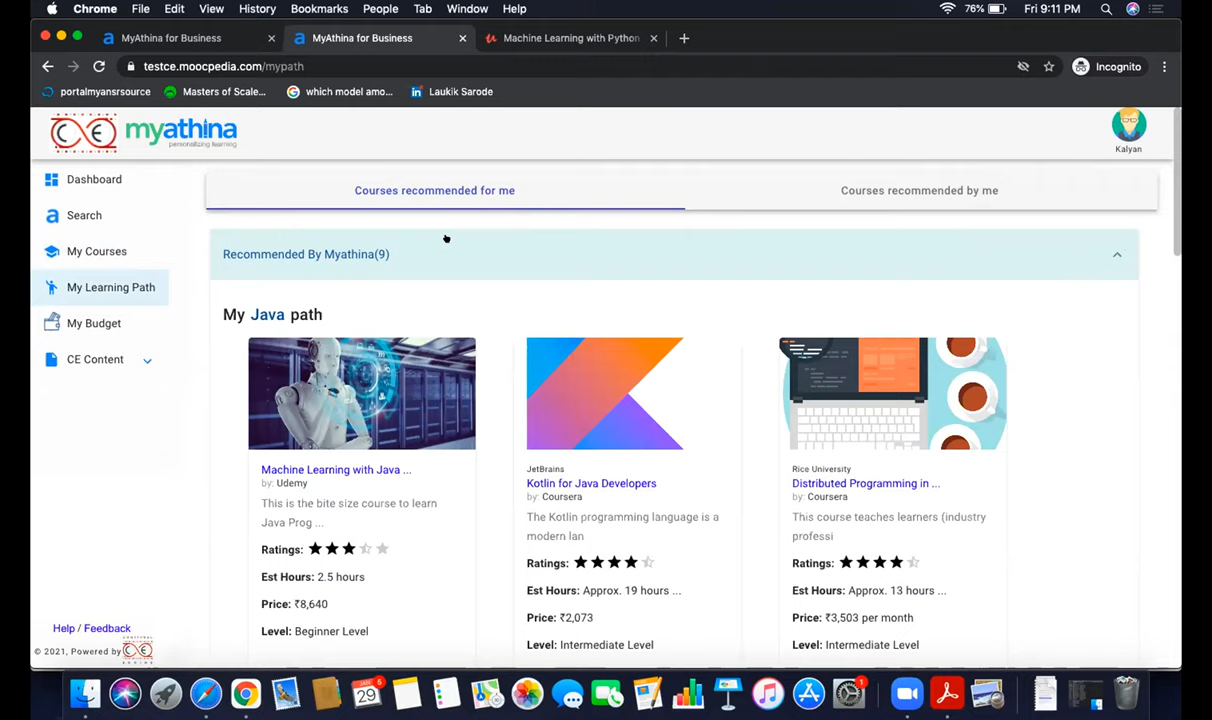 Chrome File Edit View History Bookmarks People Tab Window Help 76% Fri 9:11 PM
MyAthina for Business MyAthina for Business Machine Learning with Python
testce.moocpedia.com/mypath Incognito
portalmyansrsource Masters of Scale... which model amo... Laukik Sarode
CE myathina
personalizing learning
Kalyan
Dashboard
Search
My Courses
My Learning Path
My Budget
CE Content
Courses recommended for me Courses recommended by me
Recommended By Myathina(9)
My Java path
Machine Learning with Java ...
by: Udemy
This is the bite size course to learn
Java Prog ...
Ratings:
Est Hours: 2.5 hours
Price: ₹8,640
Level: Beginner Level
JetBrains
Kotlin for Java Developers
by: Coursera
The Kotlin programming language is a
modern lan
Ratings:
Est Hours: Approx. 19 hours ...
Price: ₹2,073
Level: Intermediate Level
Rice University
Distributed Programming in ...
by: Coursera
This course teaches learners (industry
professi
Ratings:
Est Hours: Approx. 13 hours ...
Price: ₹3,503 per month
Level: Intermediate Level
Help / Feedback
© 2021, Powered by CE
JAN
29
5
1